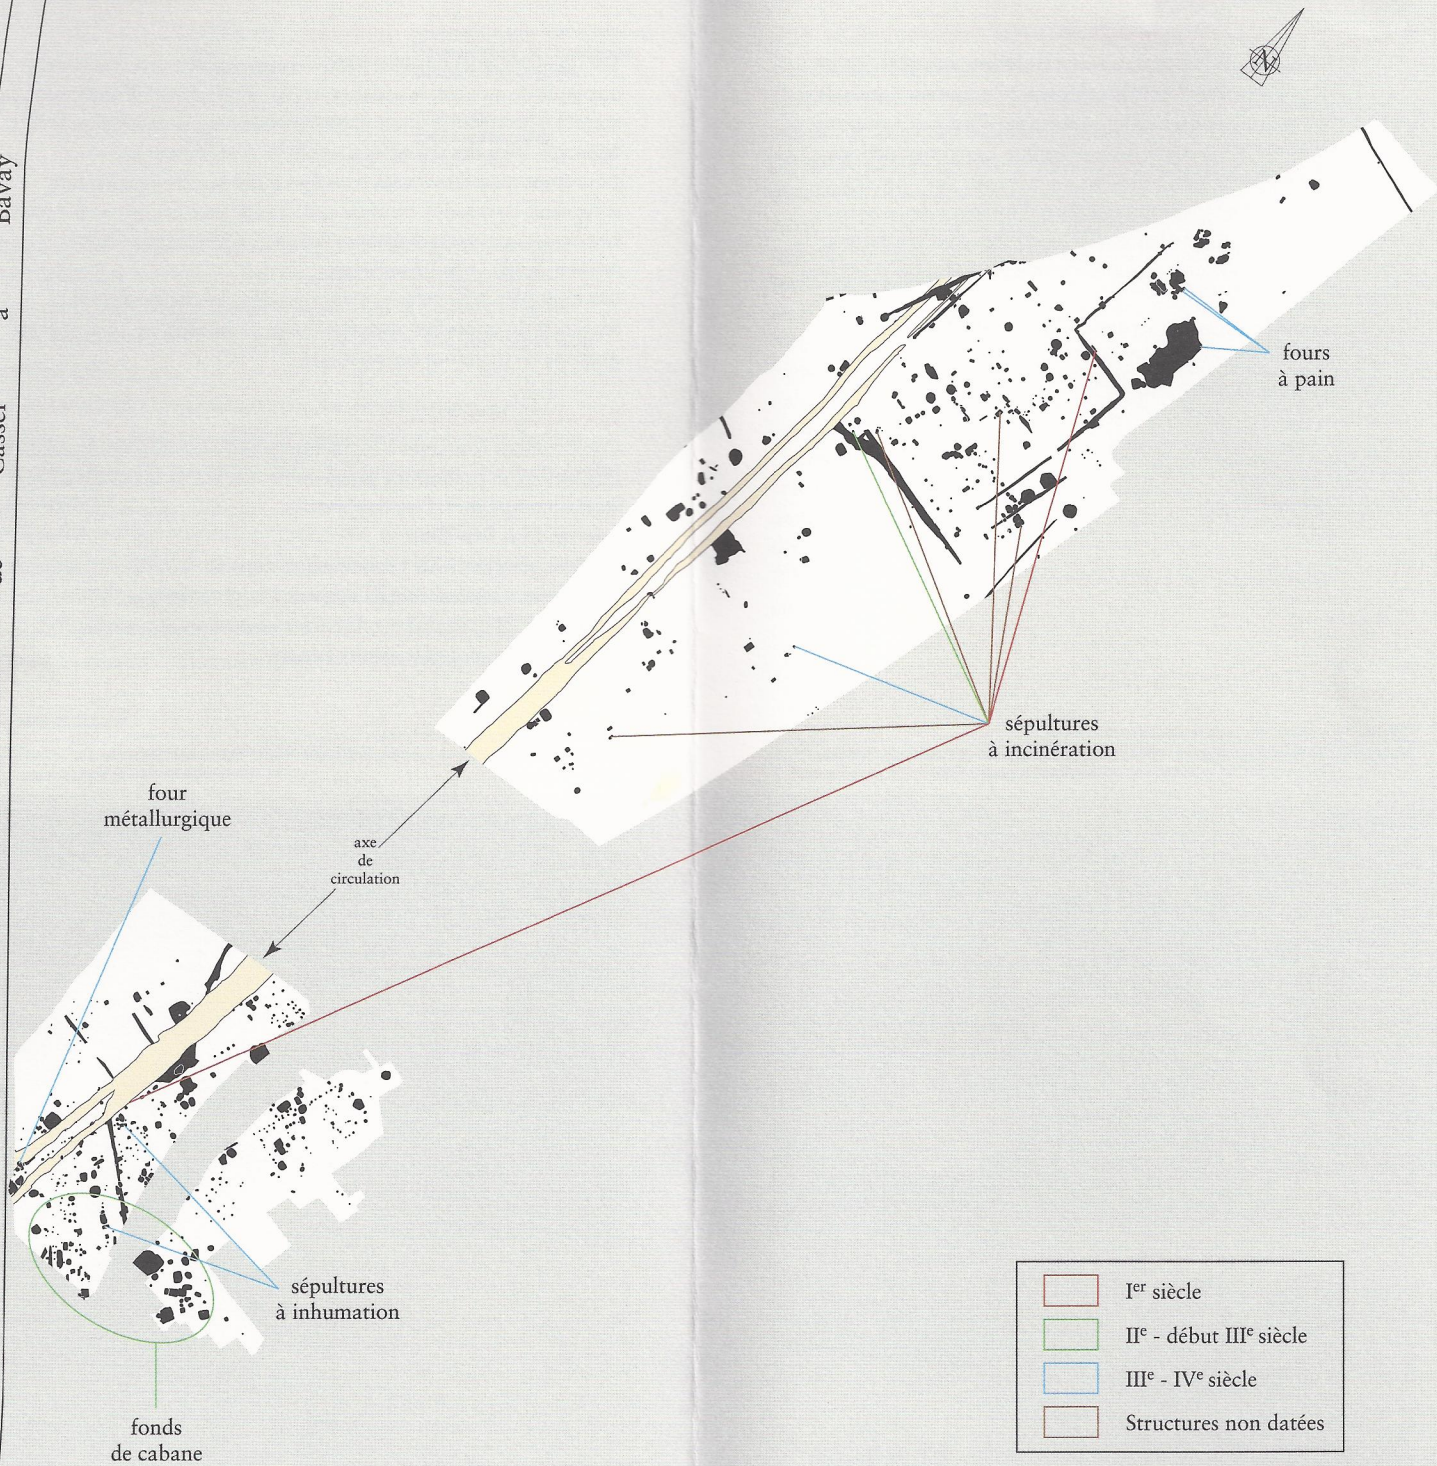 N
Bavay
à
Cassel
fours
à pain
sépultures
à incinération
four
métallurgique
axe
de
circulation
sépultures
à inhumation
fonds
de cabane
Ier siècle
IIe - début IIIe siècle
IIIe - IVe siècle
Structures non datées